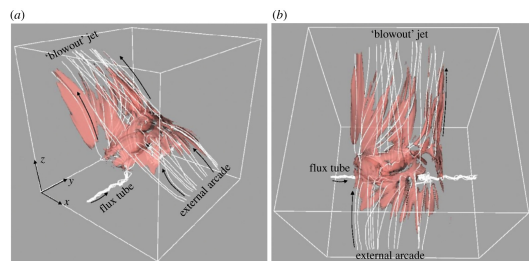 (a)
'blowout' jet
z
y
x
flux tube
external arcade
(b)
'blowout' jet
flux tube
external arcade